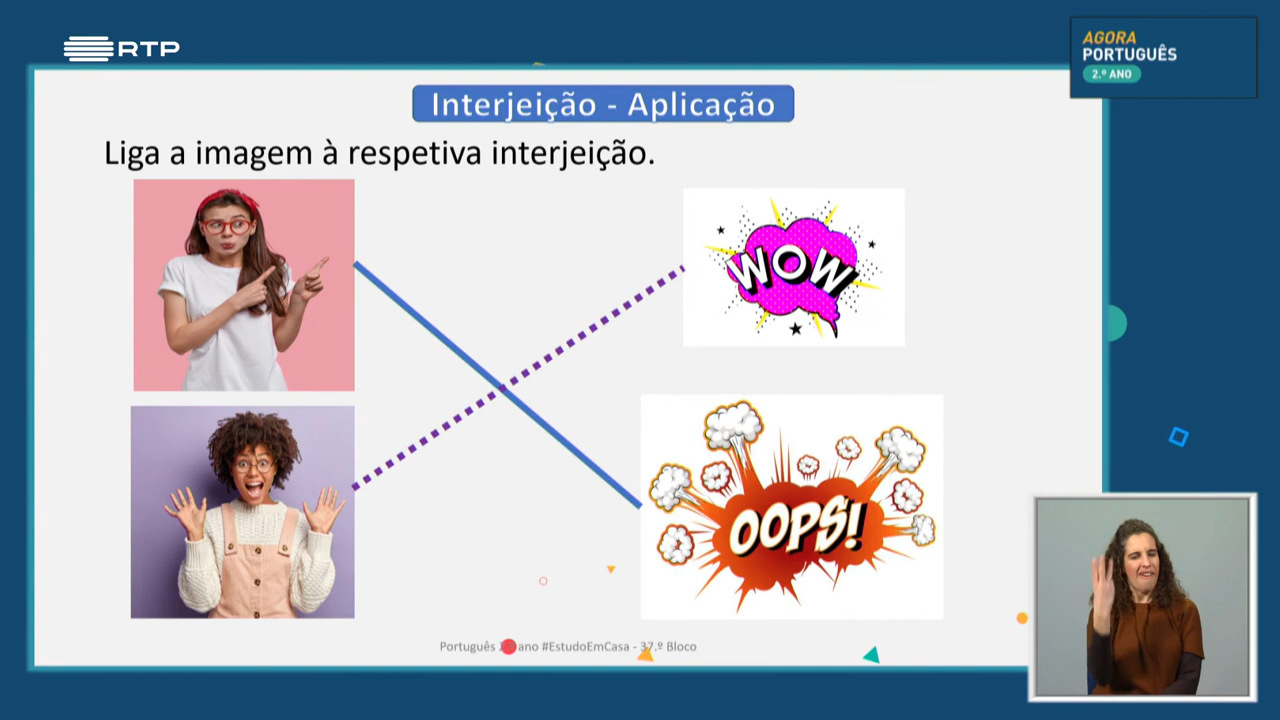 RTP
AGORA
PORTUGUÊS
2.º ANO
Interjeição - Aplicação
Liga a imagem à respetiva interjeição.
WOW
OOPS!
Português ano #EstudoEmCasa - 37.º Bloco